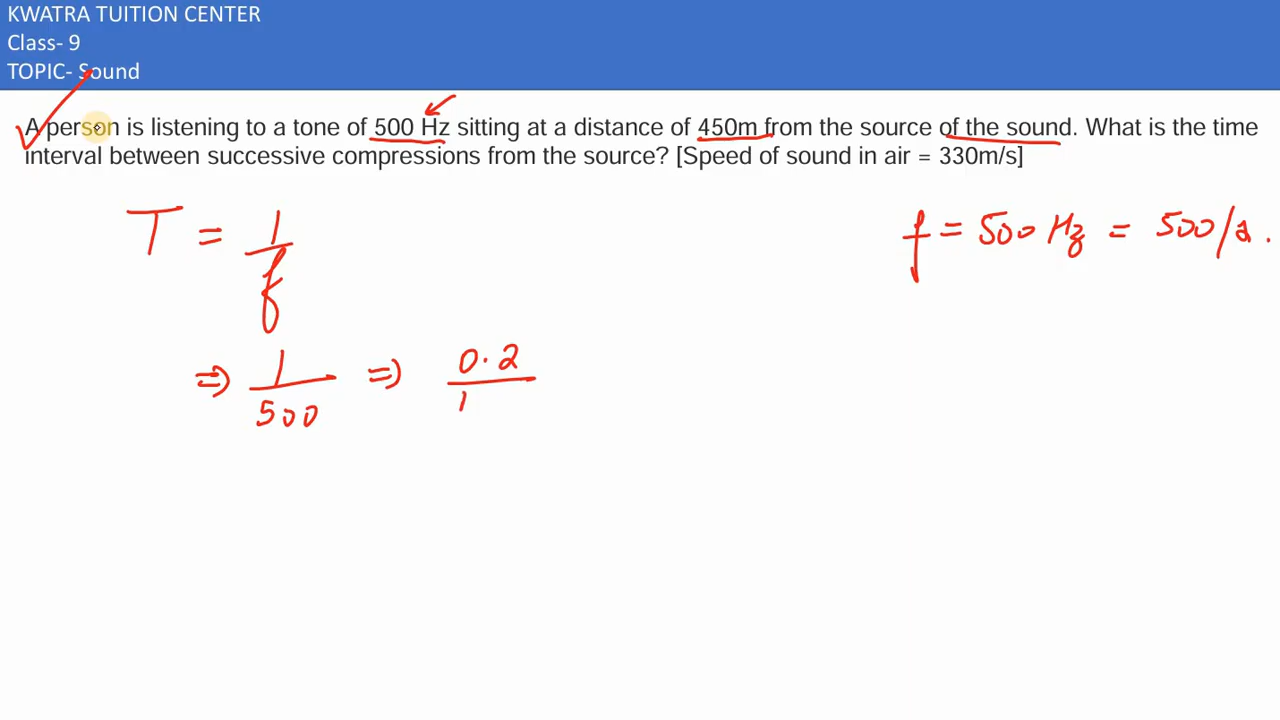 KWATRA TUITION CENTER
Class- 9
TOPIC- Sound
A person is listening to a tone of 500 Hz sitting at a distance of 450m from the source of the sound. What is the time
interval between successive compressions from the source? [Speed of sound in air = 330m/s]
T = 1/f
f = 500 Hz = 500/s.
⇒ 1/500 ⇒ 0.2/1